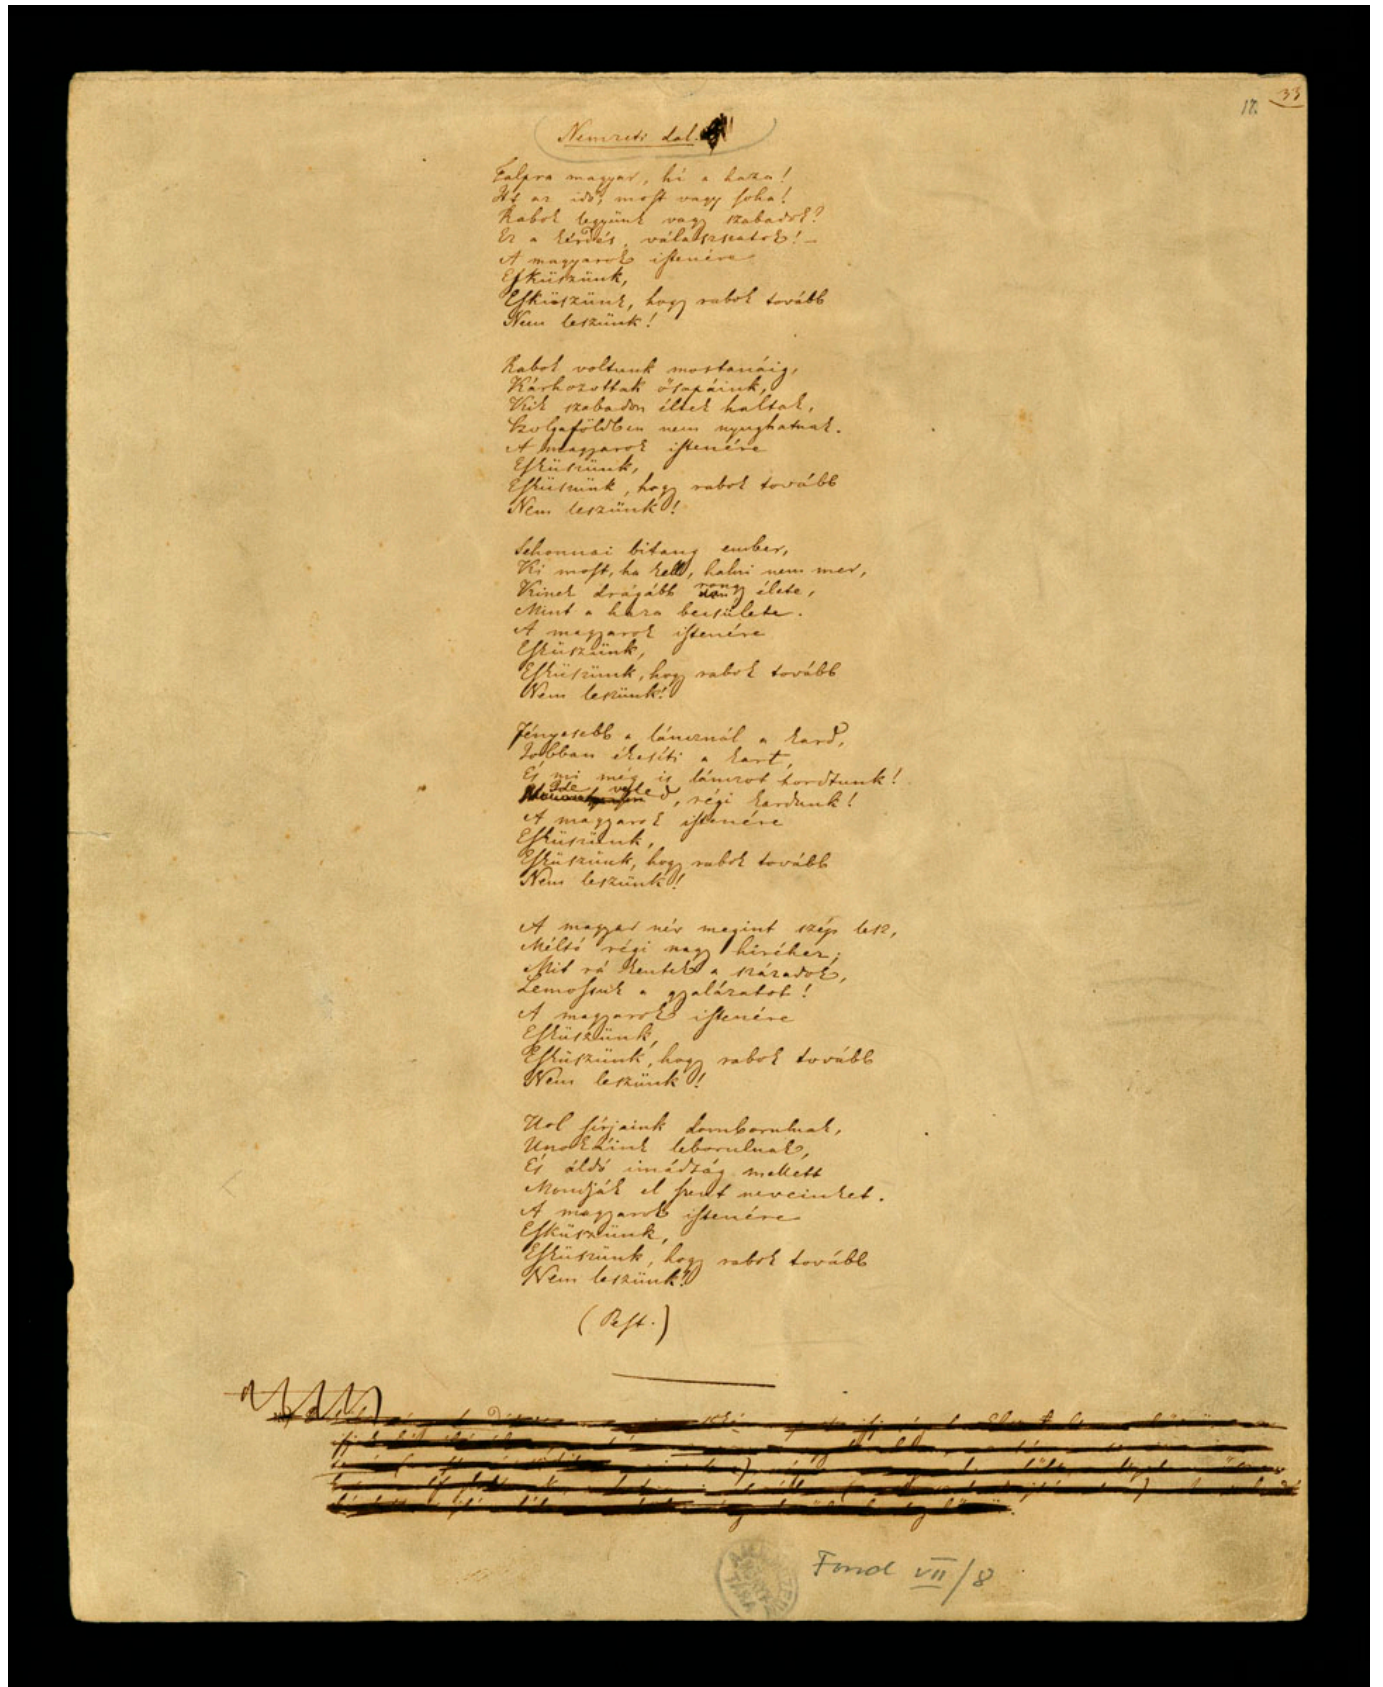 33
17.
Nemzeti dal.
Talpra magyar, hí a haza!
Itt az idő, most vagy soha!
Rabok legyünk vagy szabadok?
Ez a kérdés, válasszatok! –
A magyarok istenére
Esküszünk,
Esküszünk, hogy rabok tovább
Nem leszünk!
Rabok voltunk mostanáig,
Kárhozottak ősapáink,
Kik szabadon éltek haltak,
Szolgaföldben nem nyughatnak.
A magyarok istenére
Esküszünk,
Esküszünk, hogy rabok tovább
Nem leszünk!
Sehonnai bitang ember,
Ki most, ha kell, halni nem mer,
Kinek drágább rongy élete,
Mint a haza becsülete.
A magyarok istenére
Esküszünk,
Esküszünk, hogy rabok tovább
Nem leszünk!
Fényesebb a láncznál a kard,
Jobban ékesíti a kart,
És mi még is lánczot hordtunk!
Ide veled, régi kardunk!
A magyarok istenére
Esküszünk,
Esküszünk, hogy rabok tovább
Nem leszünk!
A magyar név megint szép lesz,
Méltó régi nagy hiréhez;
Mit rá kentek a századok,
Lemossuk a gyalázatot!
A magyarok istenére
Esküszünk,
Esküszünk, hogy rabok tovább
Nem leszünk!
Hol sírjaink domborulnak,
Unokáink leborulnak,
És áldó imádság mellett
Mondják el szent neveinket.
A magyarok istenére
Esküszünk,
Esküszünk, hogy rabok tovább
Nem leszünk!
(Pest.)
Fond VII/8